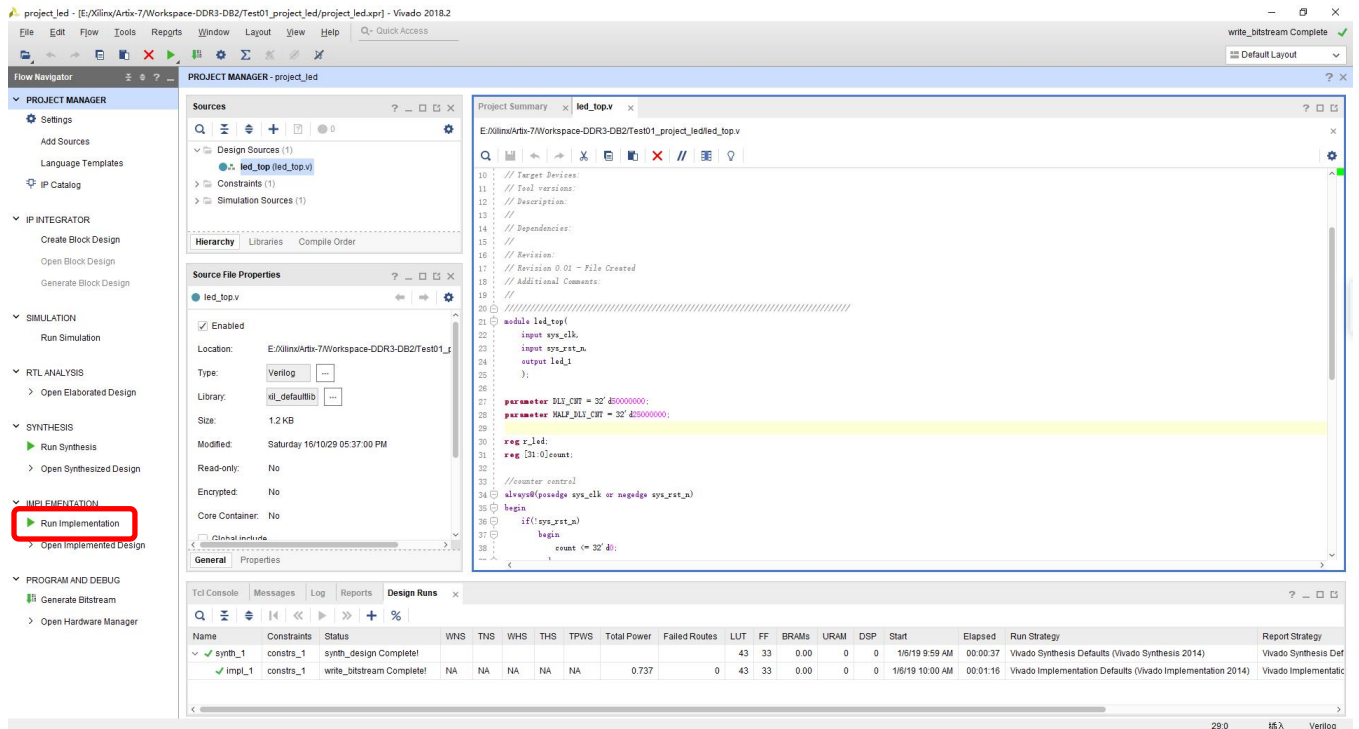 project_led - [E:/Xilinx/Artix-7/Workspace-DDR3-DB2/Test01_project_led/project_led.xpr] - Vivado 2018.2
File Edit Flow Tools Reports Window Layout View Help Q- Quick Access
write_bitstream Complete
Default Layout
Flow Navigator
PROJECT MANAGER - project_led
PROJECT MANAGER
Settings
Add Sources
Language Templates
IP Catalog
IP INTEGRATOR
Create Block Design
Open Block Design
Generate Block Design
SIMULATION
Run Simulation
RTL ANALYSIS
Open Elaborated Design
SYNTHESIS
Run Synthesis
Open Synthesized Design
IMPLEMENTATION
Run Implementation
Open Implemented Design
PROGRAM AND DEBUG
Generate Bitstream
Open Hardware Manager
Sources
0
Design Sources (1)
led_top (led_top.v)
Constraints (1)
Simulation Sources (1)
Hierarchy Libraries Compile Order
Source File Properties
led_top.v
Enabled
Location: E:/Xilinx/Artix-7/Workspace-DDR3-DB2/Test01_p
Type: Verilog ...
Library: xil_defaultlib ...
Size: 1.2 KB
Modified: Saturday 16/10/29 05:37:00 PM
Read-only: No
Encrypted: No
Core Container: No
Global include
General Properties
Project Summary led_top.v
E:/Xilinx/Artix-7/Workspace-DDR3-DB2/Test01_project_led/led_top.v
10 // Target Devices:
11 // Tool versions:
12 // Description:
13 //
14 // Dependencies:
15 //
16 // Revision:
17 // Revision 0.01 - File Created
18 // Additional Comments:
19 //
20 //////////////////////////////////////////////////////////////////////////////////
21 module led_top(
22 input sys_clk,
23 input sys_rst_n,
24 output led_1
25 );
26
27 parameter DLY_CNT = 32'd50000000;
28 parameter HALF_DLY_CNT = 32'd25000000;
29
30 reg r_led;
31 reg [31:0]count;
32
33 //counter control
34 always@(posedge sys_clk or negedge sys_rst_n)
35 begin
36 if(!sys_rst_n)
37 begin
38 count <= 32'd0;
Tcl Console Messages Log Reports Design Runs
Name Constraints Status WNS TNS WHS THS TPWS Total Power Failed Routes LUT FF BRAMs URAM DSP Start Elapsed Run Strategy Report Strategy
synth_1 constrs_1 synth_design Complete! 43 33 0.00 0 0 1/6/19 9:59 AM 00:00:37 Vivado Synthesis Defaults (Vivado Synthesis 2014) Vivado Synthesis Def
impl_1 constrs_1 write_bitstream Complete! NA NA NA NA NA 0.737 0 43 33 0.00 0 0 1/6/19 10:00 AM 00:01:16 Vivado Implementation Defaults (Vivado Implementation 2014) Vivado Implementatic
29:0 插入 Verilog